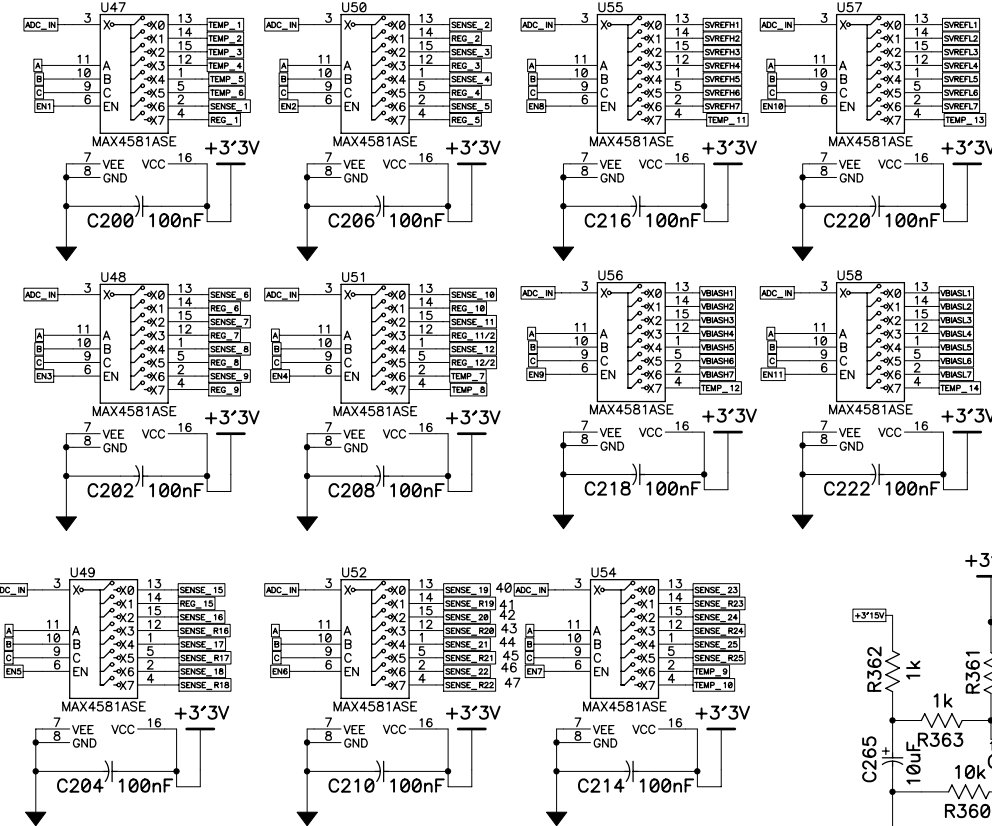 U47
ADC_IN 3 X X0 13 TEMP_1
X1 14 TEMP_2
X2 15 TEMP_3
A 11 A X3 12 TEMP_4
B 10 B X4 1 TEMP_5
C 9 C X5 5 TEMP_6
EN1 6 EN X6 2 SENSE_1
X7 4 REG_1
MAX4581ASE
+3'3V
7 VEE VCC 16
8 GND
C200 100nF
U50
ADC_IN 3 X X0 13 SENSE_2
X1 14 REG_2
X2 15 SENSE_3
A 11 A X3 12 REG_3
B 10 B X4 1 SENSE_4
C 9 C X5 5 REG_4
EN2 6 EN X6 2 SENSE_5
X7 4 REG_5
MAX4581ASE
+3'3V
7 VEE VCC 16
8 GND
C206 100nF
U55
ADC_IN 3 X X0 13 SVREFH1
X1 14 SVREFH2
X2 15 SVREFH3
A 11 A X3 12 SVREFH4
B 10 B X4 1 SVREFH5
C 9 C X5 5 SVREFH6
EN8 6 EN X6 2 SVREFH7
X7 4 TEMP_11
MAX4581ASE
+3'3V
7 VEE VCC 16
8 GND
C216 100nF
U57
ADC_IN 3 X X0 13 SVREFL1
X1 14 SVREFL2
X2 15 SVREFL3
A 11 A X3 12 SVREFL4
B 10 B X4 1 SVREFL5
C 9 C X5 5 SVREFL6
EN10 6 EN X6 2 SVREFL7
X7 4 TEMP_13
MAX4581ASE
+3'3V
7 VEE VCC 16
8 GND
C220 100nF
U48
ADC_IN 3 X X0 13 SENSE_6
X1 14 REG_6
X2 15 SENSE_7
A 11 A X3 12 REG_7
B 10 B X4 1 SENSE_8
C 9 C X5 5 REG_8
EN3 6 EN X6 2 SENSE_9
X7 4 REG_9
MAX4581ASE
+3'3V
7 VEE VCC 16
8 GND
C202 100nF
U51
ADC_IN 3 X X0 13 SENSE_10
X1 14 REG_10
X2 15 SENSE_11
A 11 A X3 12 REG_11/2
B 10 B X4 1 SENSE_12
C 9 C X5 5 REG_12/2
EN4 6 EN X6 2 TEMP_7
X7 4 TEMP_8
MAX4581ASE
+3'3V
7 VEE VCC 16
8 GND
C208 100nF
U56
ADC_IN 3 X X0 13 VBIASH1
X1 14 VBIASH2
X2 15 VBIASH3
A 11 A X3 12 VBIASH4
B 10 B X4 1 VBIASH5
C 9 C X5 5 VBIASH6
EN9 6 EN X6 2 VBIASH7
X7 4 TEMP_12
MAX4581ASE
+3'3V
7 VEE VCC 16
8 GND
C218 100nF
U58
ADC_IN 3 X X0 13 VBIASL1
X1 14 VBIASL2
X2 15 VBIASL3
A 11 A X3 12 VBIASL4
B 10 B X4 1 VBIASL5
C 9 C X5 5 VBIASL6
EN11 6 EN X6 2 VBIASL7
X7 4 TEMP_14
MAX4581ASE
+3'3V
7 VEE VCC 16
8 GND
C222 100nF
U49
DC_IN 3 X X0 13 SENSE_15
X1 14 REG_15
X2 15 SENSE_16
A 11 A X3 12 SENSE_R16
B 10 B X4 1 SENSE_17
C 9 C X5 5 SENSE_R17
EN5 6 EN X6 2 SENSE_18
X7 4 SENSE_R18
MAX4581ASE
+3'3V
7 VEE VCC 16
8 GND
C204 100nF
U52
ADC_IN 3 X X0 13 SENSE_19 40
X1 14 SENSE_R19 41
X2 15 SENSE_20 42
A 11 A X3 12 SENSE_R20 43
B 10 B X4 1 SENSE_21 44
C 9 C X5 5 SENSE_R21 45
EN6 6 EN X6 2 SENSE_22 46
X7 4 SENSE_R22 47
MAX4581ASE
+3'3V
7 VEE VCC 16
8 GND
C210 100nF
U54
ADC_IN 3 X X0 13 SENSE_23
X1 14 SENSE_R23
X2 15 SENSE_24
A 11 A X3 12 SENSE_R24
B 10 B X4 1 SENSE_25
C 9 C X5 5 SENSE_R25
EN7 6 EN X6 2 TEMP_9
X7 4 TEMP_10
MAX4581ASE
+3'3V
7 VEE VCC 16
8 GND
C214 100nF
+3'
+3'15V
R362 1k
R361
1k
R363
C265 + 10uF
10k
R360